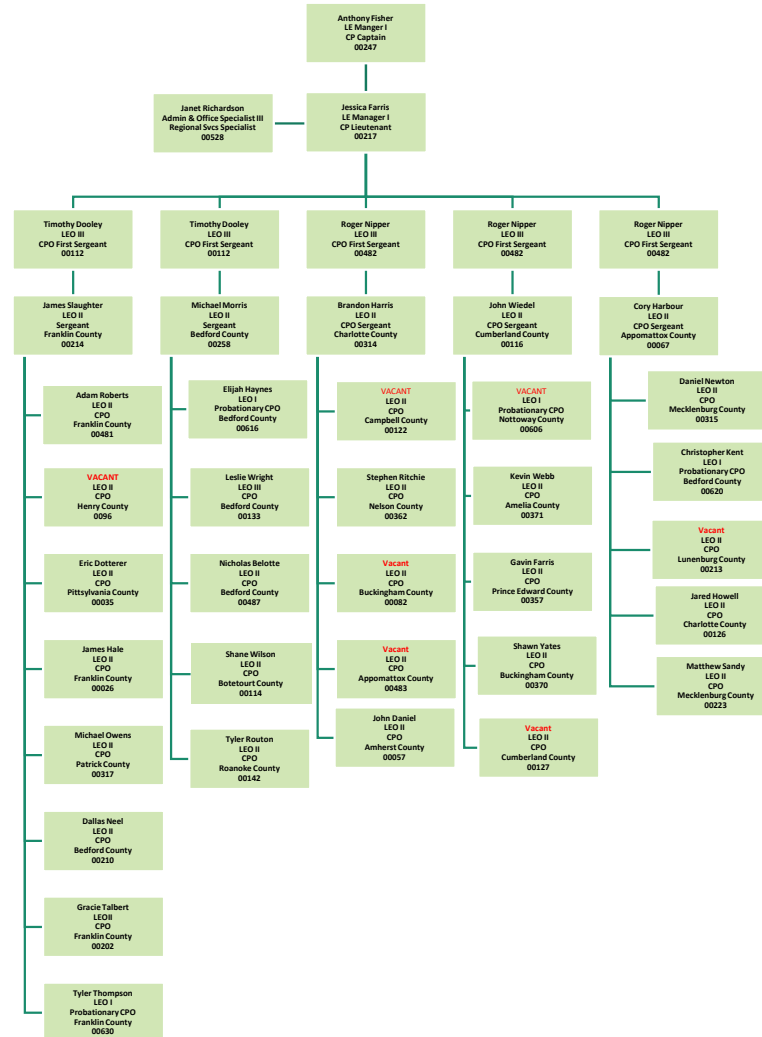 Anthony Fisher
LE Manger I
CP Captain
00247
Janet Richardson
Admin & Office Specialist III
Regional Svcs Specialist
00528
Jessica Farris
LE Manager I
CP Lieutenant
00217
Timothy Dooley
LEO III
CPO First Sergeant
00112
Timothy Dooley
LEO III
CPO First Sergeant
00112
Roger Nipper
LEO III
CPO First Sergeant
00482
Roger Nipper
LEO III
CPO First Sergeant
00482
Roger Nipper
LEO III
CPO First Sergeant
00482
James Slaughter
LEO II
Sergeant
Franklin County
00214
Michael Morris
LEO II
Sergeant
Bedford County
00258
Brandon Harris
LEO II
CPO Sergeant
Charlotte County
00314
John Wiedel
LEO II
CPO Sergeant
Cumberland County
00116
Cory Harbour
LEO II
CPO Sergeant
Appomattox County
00067
Adam Roberts
LEO II
CPO
Franklin County
00481
VACANT
LEO II
CPO
Henry County
0096
Eric Dotterer
LEO II
CPO
Pittsylvania County
00035
James Hale
LEO II
CPO
Franklin County
00026
Michael Owens
LEO II
CPO
Patrick County
00317
Dallas Neel
LEO II
CPO
Bedford County
00210
Gracie Talbert
LEOII
CPO
Franklin County
00202
Tyler Thompson
LEO I
Probationary CPO
Franklin County
00630
Elijah Haynes
LEO I
Probationary CPO
Bedford County
00616
Leslie Wright
LEO III
CPO
Bedford County
00133
Nicholas Belotte
LEO II
CPO
Bedford County
00487
Shane Wilson
LEO II
CPO
Botetourt County
00114
Tyler Routon
LEO II
CPO
Roanoke County
00142
VACANT
LEO II
CPO
Campbell County
00122
Stephen Ritchie
LEO II
CPO
Nelson County
00362
Vacant
LEO II
CPO
Buckingham County
00082
Vacant
LEO II
CPO
Appomattox County
00483
John Daniel
LEO II
CPO
Amherst County
00057
VACANT
LEO I
Probationary CPO
Nottoway County
00606
Kevin Webb
LEO II
CPO
Amelia County
00371
Gavin Farris
LEO II
CPO
Prince Edward County
00357
Shawn Yates
LEO II
CPO
Buckingham County
00370
Vacant
LEO II
CPO
Cumberland County
00127
Daniel Newton
LEO II
CPO
Mecklenburg County
00315
Christopher Kent
LEO I
Probationary CPO
Bedford County
00620
Vacant
LEO II
CPO
Lunenburg County
00213
Jared Howell
LEO II
CPO
Charlotte County
00126
Matthew Sandy
LEO II
CPO
Mecklenburg County
00223